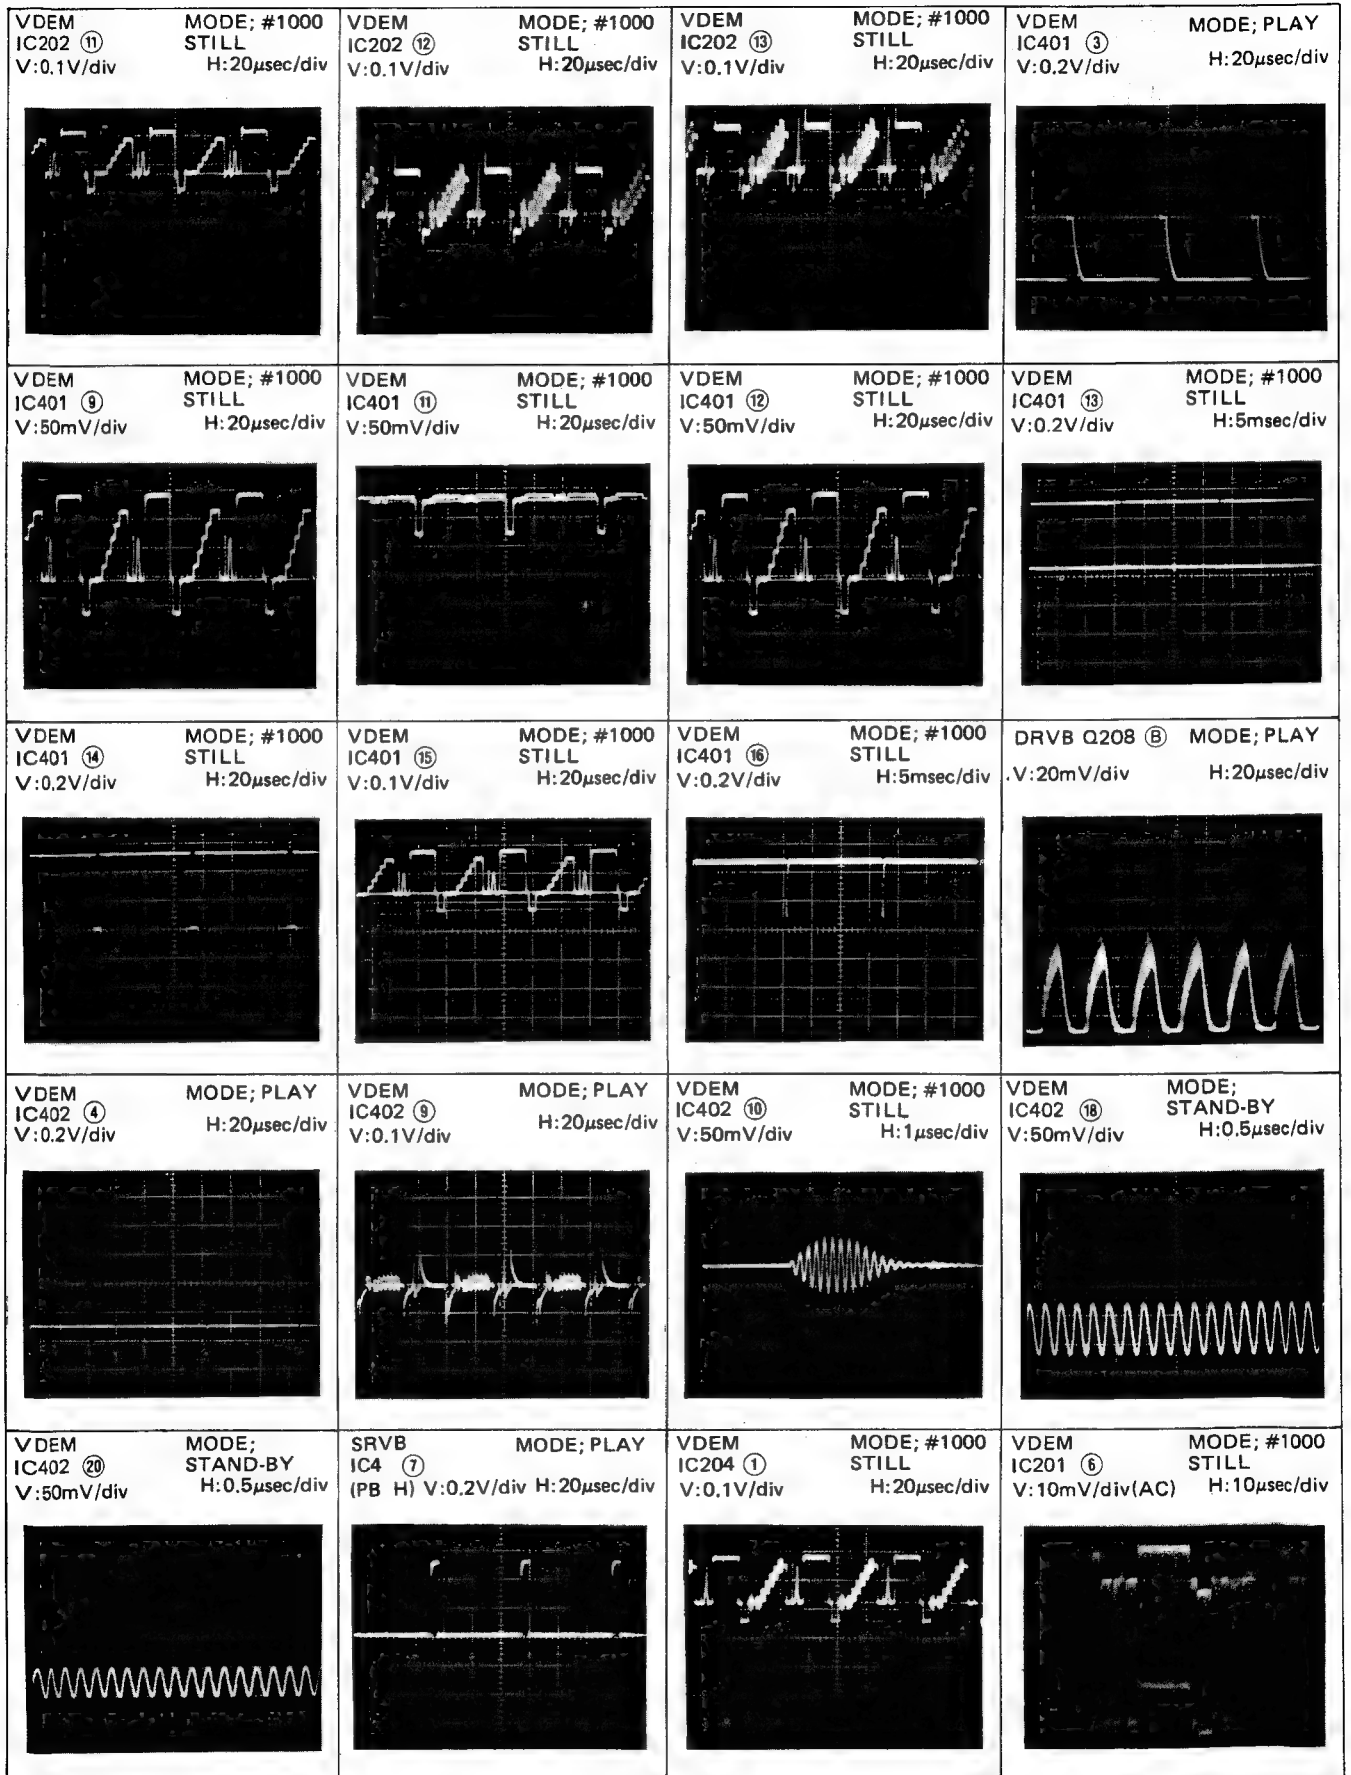 VDEM MODE; #1000
IC202 ⑪ STILL
V:0.1V/div H:20μsec/div
VDEM MODE; #1000
IC202 ⑫ STILL
V:0.1V/div H:20μsec/div
VDEM MODE; #1000
IC202 ⑬ STILL
V:0.1V/div H:20μsec/div
VDEM MODE; PLAY
IC401 ③
V:0.2V/div H:20μsec/div
VDEM MODE; #1000
IC401 ⑨ STILL
V:50mV/div H:20μsec/div
VDEM MODE; #1000
IC401 ⑪ STILL
V:50mV/div H:20μsec/div
VDEM MODE; #1000
IC401 ⑫ STILL
V:50mV/div H:20μsec/div
VDEM MODE; #1000
IC401 ⑬ STILL
V:0.2V/div H:5msec/div
VDEM MODE; #1000
IC401 ⑭ STILL
V:0.2V/div H:20μsec/div
VDEM MODE; #1000
IC401 ⑮ STILL
V:0.1V/div H:20μsec/div
VDEM MODE; #1000
IC401 ⑯ STILL
V:0.2V/div H:5msec/div
DRVB Q208 Ⓑ MODE; PLAY
V:20mV/div H:20μsec/div
VDEM MODE; PLAY
IC402 ④
V:0.2V/div H:20μsec/div
VDEM MODE; PLAY
IC402 ⑨
V:0.1V/div H:20μsec/div
VDEM MODE; #1000
IC402 ⑩ STILL
V:50mV/div H:1μsec/div
VDEM MODE;
IC402 ⑱ STAND-BY
V:50mV/div H:0.5μsec/div
VDEM MODE;
IC402 ⑳ STAND-BY
V:50mV/div H:0.5μsec/div
SRVB MODE; PLAY
IC4 ⑦
(PB H) V:0.2V/div H:20μsec/div
VDEM MODE; #1000
IC204 ① STILL
V:0.1V/div H:20μsec/div
VDEM MODE; #1000
IC201 ⑥ STILL
V:10mV/div(AC) H:10μsec/div